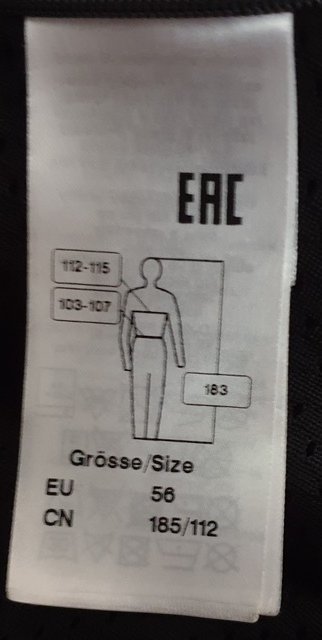 EAC
112-115
103-107
183
Grösse/Size
EU 56
CN 185/112